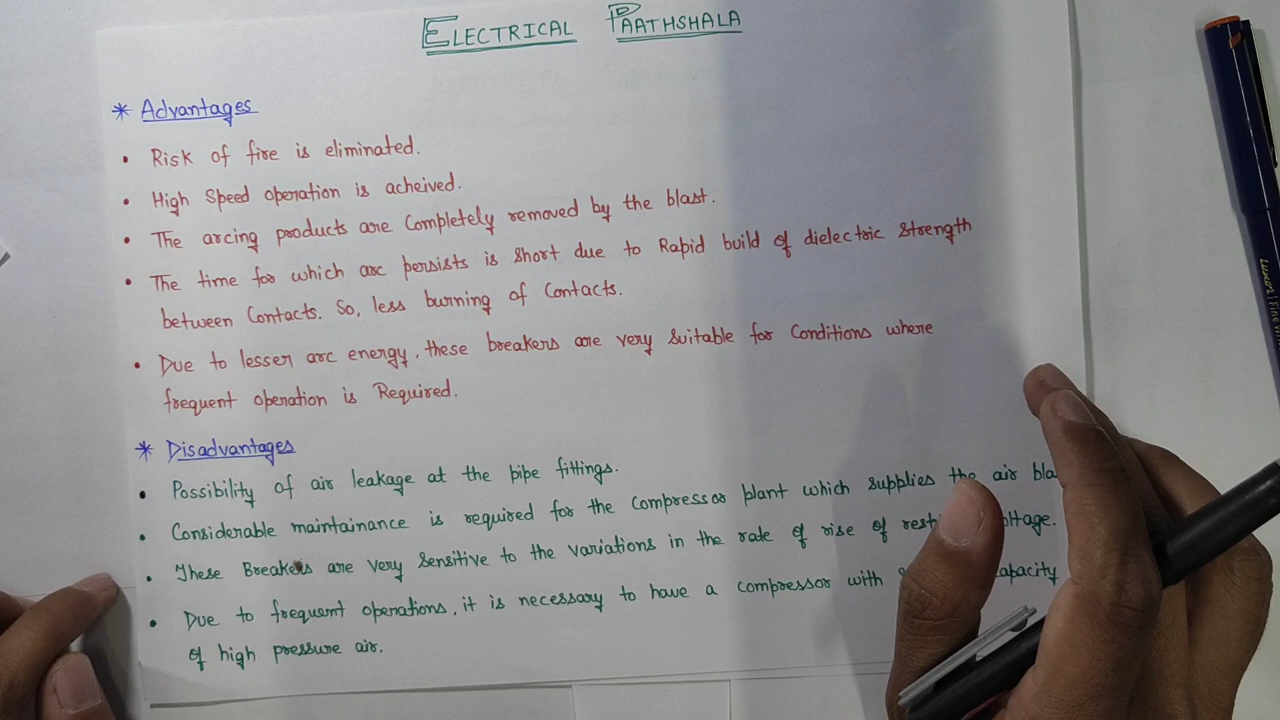 ELECTRICAL PAATHSHALA
* Advantages
• Risk of fire is eliminated.
• High Speed operation is acheived.
• The arcing products are Completely removed by the blast.
• The time for which arc persists is short due to Rapid build of dielectric strength
between Contacts. So, less burning of Contacts.
• Due to lesser arc energy, these breakers are very suitable for Conditions where
frequent operation is Required.
* Disadvantages
• Possibility of air leakage at the pipe fittings.
• Considerable maintainance is required for the Compressor plant which supplies the air bla
• These Breakers are very sensitive to the variations in the rate of rise of rest oltage.
• Due to frequent operations, it is necessary to have a compressor with apacity
of high pressure air.
Luxor